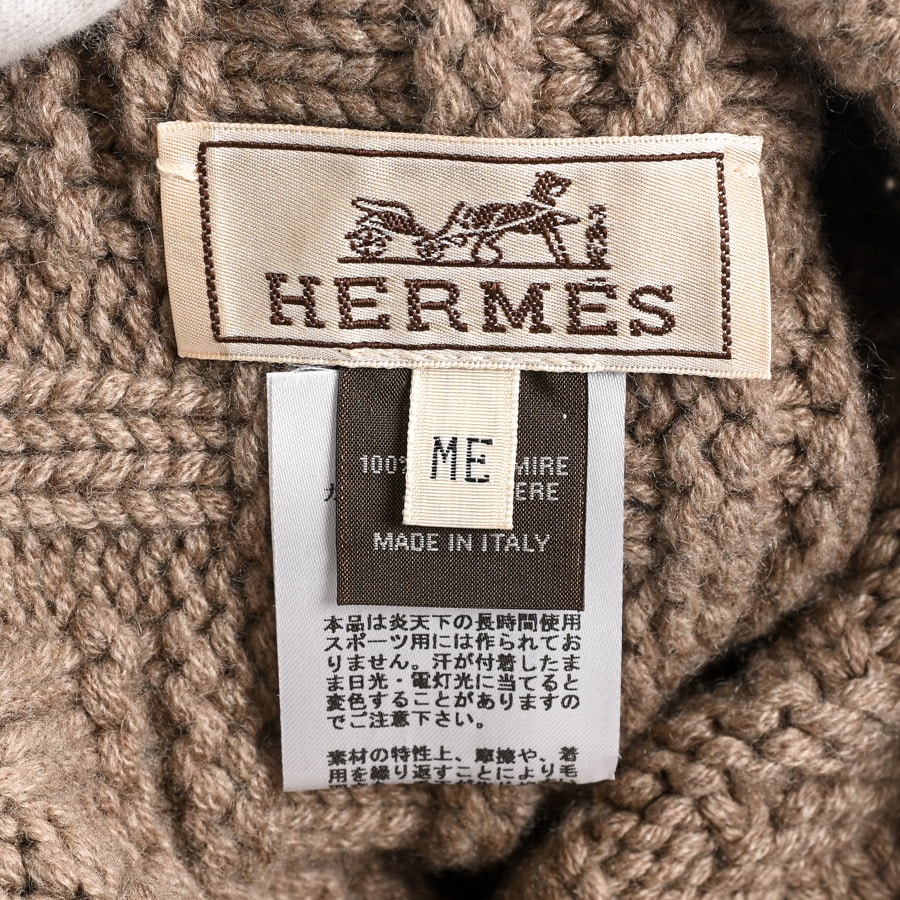 HERMÈS
ME
100% MIRE
ERE
MADE IN ITALY
本品は炎天下の長時間使用
スポーツ用には作られてお
りません。汗が付着したま
ま日光・電灯光に当てると
変色することがあります
でご注意下さい。
素材の特性上、摩擦や、着
用を繰り返すことにより毛